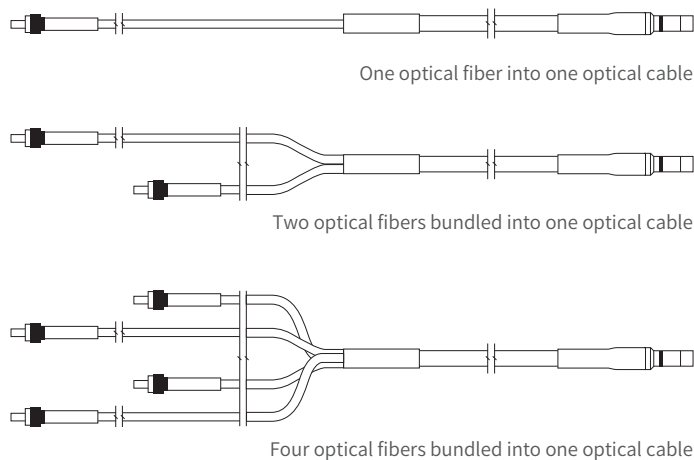 One optical fiber into one optical cable
Two optical fibers bundled into one optical cable
Four optical fibers bundled into one optical cable